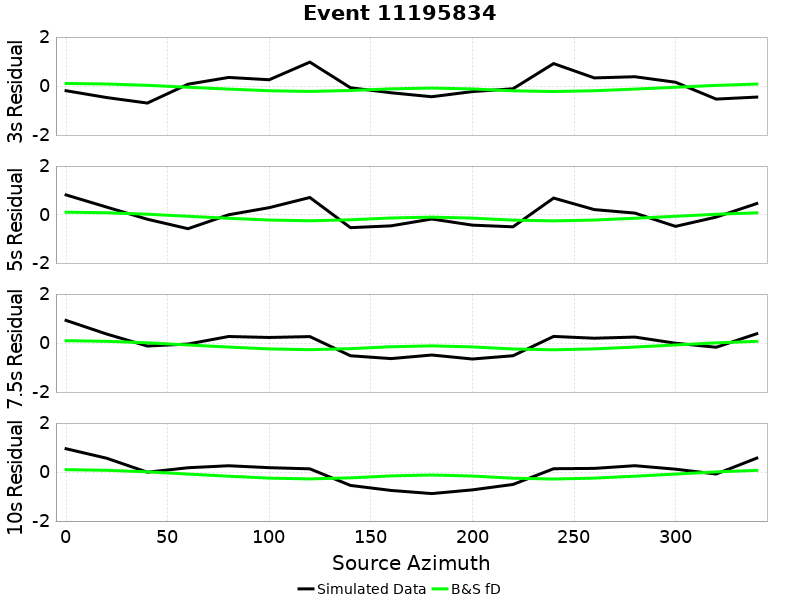 Event 11195834
3s Residual
2
0
-2
5s Residual
2
0
-2
7.5s Residual
2
0
-2
10s Residual
2
0
-2
0 50 100 150 200 250 300
Source Azimuth
Simulated Data B&S fD